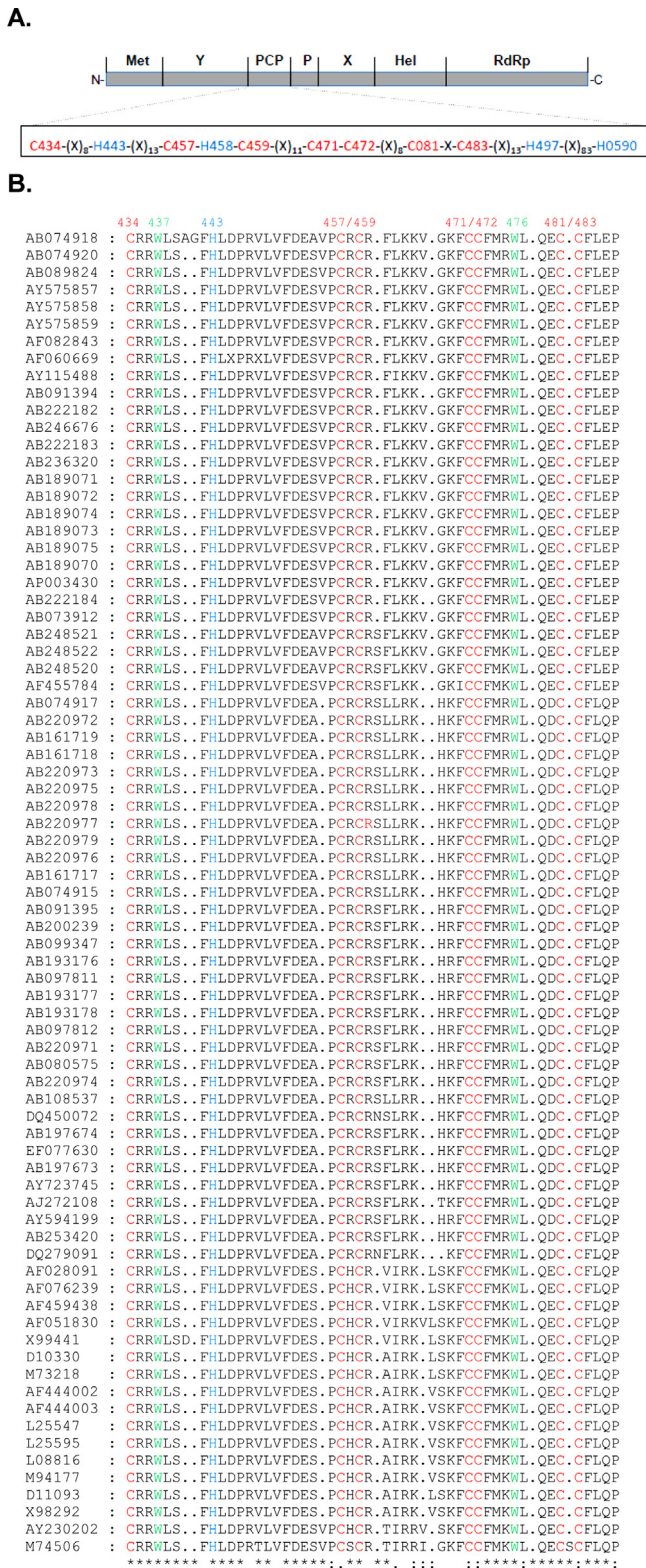 A.
Met Y PCP P X Hel RdRp
N- -C
C434-(X)8-H443-(X)13-C457-H458-C459-(X)11-C471-C472-(X)8-C081-X-C483-(X)13-H497-(X)83-H0590
B.
434 437 443 457/459 471/472 476 481/483
AB074918 : CRRWLSAGFHLDPRVLVFDEAVPCRCR.FLKKV.GKFCCFMRWL.QEC.CFLEP
AB074920 : CRRWLS..FHLDPRVLVFDESVPCRCR.FLKKV.GKFCCFMRWL.QEC.CFLEP
AB089824 : CRRWLS..FHLDPRVLVFDESVPCRCR.FLKKV.GKFCCFMRWL.QEC.CFLEP
AY575857 : CRRWLS..FHLDPRVLVFDESVPCRCR.FLKKV.GKFCCFMRWL.QEC.CFLEP
AY575858 : CRRWLS..FHLDPRVLVFDESVPCRCR.FLKKV.GKFCCFMRWL.QEC.CFLEP
AY575859 : CRRWLS..FHLDPRVLVFDESVPCRCR.FLKKV.GKFCCFMRWL.QEC.CFLEP
AF082843 : CRRWLS..FHLDPRVLVFDESVPCRCR.FLKKV.GKFCCFMRWL.QEC.CFLEP
AF060669 : CRRWLS..FHLXPRXLVFDESVPCRCR.FLKKV.GKFCCFMRWL.QEC.CFLEP
AY115488 : CRRWLS..FHLDPRVLVFDESVPCRCR.FIKKV.GKFCCFMKWL.QEC.CFLEP
AB091394 : CRRWLS..FHLDPRVLVFDESVPCRCR.FLKKV.GKFCCFMRWL.QEC.CFLEP
AB222182 : CRRWLS..FHLDPRVLVFDESVPCRCR.FLKKV.GKFCCFMRWL.QEC.CFLEP
AB246676 : CRRWLS..FHLDPRVLVFDESVPCRCR.FLKKV.GKFCCFMRWL.QEC.CFLEP
AB222183 : CRRWLS..FHLDPRVLVFDESVPCRCR.FLKKV.GKFCCFMRWL.QEC.CFLEP
AB236320 : CRRWLS..FHLDPRVLVFDESVPCRCR.FLKKV.GKFCCFMRWL.QEC.CFLEP
AB189071 : CRRWLS..FHLDPRVLVFDESVPCRCR.FLKKV.GKFCCFMRWL.QEC.CFLEP
AB189072 : CRRWLS..FHLDPRVLVFDESVPCRCR.FLKKV.GKFCCFMRWL.QEC.CFLEP
AB189074 : CRRWLS..FHLDPRVLVFDESVPCRCR.FLKKV.GKFCCFMRWL.QEC.CFLEP
AB189073 : CRRWLS..FHLDPRVLVFDESVPCRCR.FLKKV.GKFCCFMRWL.QEC.CFLEP
AB189075 : CRRWLS..FHLDPRVLVFDESVPCRCR.FLKKV.GKFCCFMRWL.QEC.CFLEP
AB189070 : CRRWLS..FHLDPRVLVFDESVPCRCR.FLKKV.GKFCCFMRWL.QEC.CFLEP
AP003430 : CRRWLS..FHLDPRVLVFDESVPCRCR.FLKKV.GKFCCFMRWL.QEC.CFLEP
AB222184 : CRRWLS..FHLDPRVLVFDESVPCRCR.FLKK..GKFCCFMRWL.QEC.CFLEP
AB073912 : CRRWLS..FHLDPRVLVFDESVPCRCR.FLKKV.GKFCCFMRWL.QEC.CFLEP
AB248521 : CRRWLS..FHLDPRVLVFDEAVPCRCRSFLKKV.GKFCCFMKWL.QEC.CFLEP
AB248522 : CRRWLS..FHLDPRVLVFDEAVPCRCRSFLKKV.GKFCCFMKWL.QEC.CFLEP
AB248520 : CRRWLS..FHLDPRVLVFDEAVPCRCRSFLKKV.GKFCCFMKWL.QEC.CFLEP
AF455784 : CRRWLS..FHLDPRVLVFDESVPCRCRSFLKK..GKICCFMKWL.QEC.CFLEP
AB074917 : CRRWLS..FHLDPRVLVFDEA.PCRCRSLLRK..HKFCCFMRWL.QDC.CFLQP
AB220972 : CRRWLS..FHLDPRVLVFDEA.PCRCRSLLRK..HKFCCFMRWL.QDC.CFLQP
AB161719 : CRRWLS..FHLDPRVLVFDEA.PCRCRSLLRK..HKFCCFMRWL.QDC.CFLQP
AB161718 : CRRWLS..FHLDPRVLVFDEA.PCRCRSLLRK..HKFCCFMRWL.QDC.CFLQP
AB220973 : CRRWLS..FHLDPRVLVFDEA.PCRCRSLLRK..HKFCCFMRWL.QDC.CFLQP
AB220975 : CRRWLS..FHLDPRVLVFDEA.PCRCRSLLRK..HKFCCFMRWL.QDC.CFLQP
AB220978 : CRRWLS..FHLDPRVLVFDEA.PCRCRSLLRK..HKFCCFMRWL.QDC.CFLQP
AB220977 : CRRWLS..FHLDPRVLVFDEA.PCRCRSLLRK..HKFCCFMRWL.QDC.CFLQP
AB220979 : CRRWLS..FHLDPRVLVFDEA.PCRCRSLLRK..HKFCCFMRWL.QDC.CFLQP
AB220976 : CRRWLS..FHLDPRVLVFDEA.PCRCRSLLRK..HKFCCFMRWL.QDC.CFLQP
AB161717 : CRRWLS..FHLDPRVLVFDEA.PCRCRSLLRK..HKFCCFMRWL.QDC.CFLQP
AB074915 : CRRWLS..FHLDPRVLVFDEA.PCRCRSLLRK..HKFCCFMRWL.QDC.CFLQP
AB091395 : CRRWLS..FHLDPRVLVFDEA.PCRCRSFLRK..HRFCCFMRWL.QDC.CFLQP
AB200239 : CRRWLS..FHLDPRVLVFDEA.PCRCRSFLRK..HRFCCFMRWL.QDC.CFLQP
AB099347 : CRRWLS..FHLDPRVLVFDEA.PCRCRSFLRK..HRFCCFMRWL.QDC.CFLQP
AB193176 : CRRWLS..FHLDPRVLVFDEA.PCRCRSFLRK..HRFCCFMRWL.QDC.CFLQP
AB097811 : CRRWLS..FHLDPRVLVFDEA.PCRCRSFLRK..HRFCCFMRWL.QDC.CFLQP
AB193177 : CRRWLS..FHLDPRVLVFDEA.PCRCRSFLRK..HRFCCFMRWL.QDC.CFLQP
AB193178 : CRRWLS..FHLDPRVLVFDEA.PCRCRSFLRK..HRFCCFMRWL.QDC.CFLQP
AB097812 : CRRWLS..FHLDPRVLVFDEA.PCRCRSFLRK..HRFCCFMRWL.QDC.CFLQP
AB220971 : CRRWLS..FHLDPRVLVFDEA.PCRCRSFLRK..HRFCCFMRWL.QDC.CFLQP
AB080575 : CRRWLS..FHLDPRVLVFDEA.PCRCRSFLRK..HRFCCFMRWL.QDC.CFLQP
AB220974 : CRRWLS..FHLDPRVLVFDEA.PCRCRSFLRK..HRFCCFMRWL.QDC.CFLQP
AB108537 : CRRWLS..FHLDPRVLVFDEA.PCRCRSFLRR..HKFCCFMRWL.QDC.CFLQP
DQ450072 : CRRWLS..FHLDPRVLVFDEA.PCRCRNSLRK..HKFCCFMRWL.QDC.CFLQP
AB197674 : CRRWLS..FHLDPRVLVFDEA.PCRCRSFLRK..HKFCCFMRWL.QDC.CFLQP
EF077630 : CRRWLS..FHLDPRVLVFDEA.PCRCRSFLRK..HKFCCFMRWL.QDC.CFLQP
AB197673 : CRRWLS..FHLDPRVLVFDEA.PCRCRSFLRK..HKFCCFMRWL.QDC.CFLQP
AY723745 : CRRWLS..FHLDPRVLVFDEA.PCRCRSFLRK..HKFCCFMRWL.QDC.CFLQP
AJ272108 : CRRWLS..FHLDPRVLVFDEA.PCRCRSFLRK..TKFCCFMRWL.QDC.CFLQP
AY594199 : CRRWLS..FHLDPRVLVFDEA.PCRCRSFLRK..HRFCCFMRWL.QDC.CFLQP
AB253420 : CRRWLS..FHLDPRVLVFDEA.PCRCRSFLRK..HKFCCFMRWL.QDC.CFLQP
DQ279091 : CRRWLS..FHLDPRVLVFDEA.PCRCRNFLRK...KFCCFMRWL.QDC.CFLQP
AF028091 : CRRWLS..FHLDPRVLVFDES.PCHCR.VIRK.LSKFCCFMKWL.QEC.CFLQP
AF076239 : CRRWLS..FHLDPRVLVFDES.PCHCR.VIRK.LSKFCCFMKWL.QEC.CFLQP
AF459438 : CRRWLS..FHLDPRVLVFDES.PCHCR.VIRK.LSKFCCFMKWL.QEC.CFLQP
AF051830 : CRRWLS..FHLDPRVLVFDES.PCHCR.VIRKVLSKFCCFMKWL.QEC.CFLQP
X99441 : CRRWLSD.FHLDPRVLVFDES.PCHCR.AIRK.LSKFCCFMKWL.QEC.CFLQP
D10330 : CRRWLS..FHLDPRVLVFDES.PCHCR.AIRK.LSKFCCFMKWL.QEC.CFLQP
M73218 : CRRWLS..FHLDPRVLVFDES.PCHCR.AIRK.LSKFCCFMKWL.QEC.CFLQP
AF444002 : CRRWLS..FHLDPRVLVFDES.PCHCR.AIRK.VSKFCCFMKWL.QEC.CFLQP
AF444003 : CRRWLS..FHLDPRVLVFDES.PCHCR.AIRK.VSKFCCFMKWL.QEC.CFLQP
L25547 : CRRWLS..FHLDPRVLVFDES.PCHCR.AIRK.VSKFCCFMKWL.QEC.CFLQP
L25595 : CRRWLS..FHLDPRVLVFDES.PCHCR.AIRK.VSKFCCFMKWL.QEC.CFLQP
L08816 : CRRWLS..FHLDPRVLVFDES.PCHCR.AIRK.VSKFCCFMKWL.QEC.CFLQP
M94177 : CRRWLS..FHLDPRVLVFDES.PCHCR.AIRK.VSKFCCFMKWL.QEC.CFLQP
D11093 : CRRWLS..FHLDPRVLVFDES.PCHCR.AIRK.LSKFCCFMKWL.QEC.CFLQP
X98292 : CRRWLS..FHLDPRVLVFDES.PCHCR.AIRK.VSKFCCFMKWL.QEC.CFLQP
AY230202 : CRRWLS..FHLDPRVLVFDESVPCHCR.TIRRV.SKFCCFMKWL.QEC.CFLQP
M74506 : CRRWLS..FHLDPRTLVFDESVPCSCR.TIRRI.GKFCCFMKWL.QECSCFLQP
******** **** ** *****:.** **. ::: ::*******:****:**:*